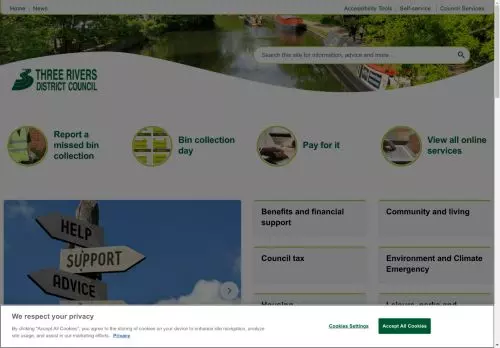 Home News Accessibility Tools Self-service Council Services
Search this site for information, advice and more
THREE RIVERS
DISTRICT COUNCIL
Report a
missed bin
collection
Bin collection
day
Pay for it
View all online
services
HELP
SUPPORT
ADVICE
Benefits and financial
support
Community and living
Council tax
Environment and Climate
Emergency
Housing
Leisure, parks and
We respect your privacy
By clicking "Accept All Cookies", you agree to the storing of cookies on your device to enhance site navigation, analyze
site usage, and assist in our marketing efforts. Privacy
Cookies Settings
Accept All Cookies